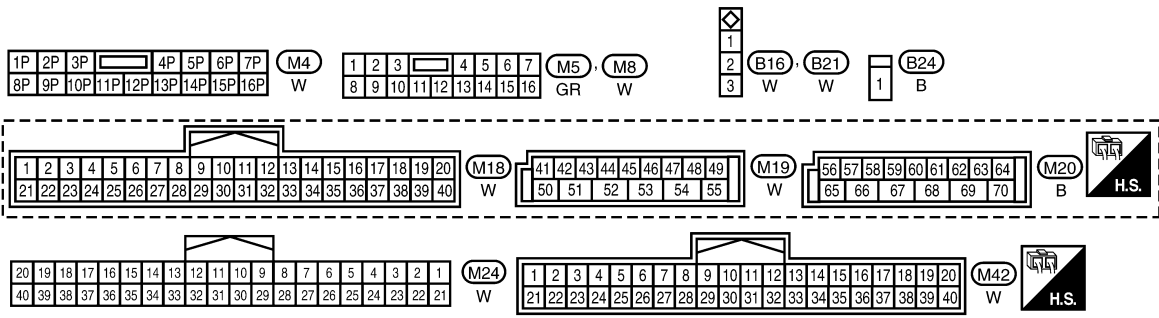 1P 2P 3P 4P 5P 6P 7P
8P 9P 10P 11P 12P 13P 14P 15P 16P
M4
W
1 2 3 4 5 6 7
8 9 10 11 12 13 14 15 16
M5 , M8
GR W
1
2
3
B16 , B21
W W
1
B24
B
1 2 3 4 5 6 7 8 9 10 11 12 13 14 15 16 17 18 19 20
21 22 23 24 25 26 27 28 29 30 31 32 33 34 35 36 37 38 39 40
M18
W
41 42 43 44 45 46 47 48 49
50 51 52 53 54 55
M19
W
56 57 58 59 60 61 62 63 64
65 66 67 68 69 70
M20
B
H.S.
20 19 18 17 16 15 14 13 12 11 10 9 8 7 6 5 4 3 2 1
40 39 38 37 36 35 34 33 32 31 30 29 28 27 26 25 24 23 22 21
M24
W
1 2 3 4 5 6 7 8 9 10 11 12 13 14 15 16 17 18 19 20
21 22 23 24 25 26 27 28 29 30 31 32 33 34 35 36 37 38 39 40
M42
W
H.S.